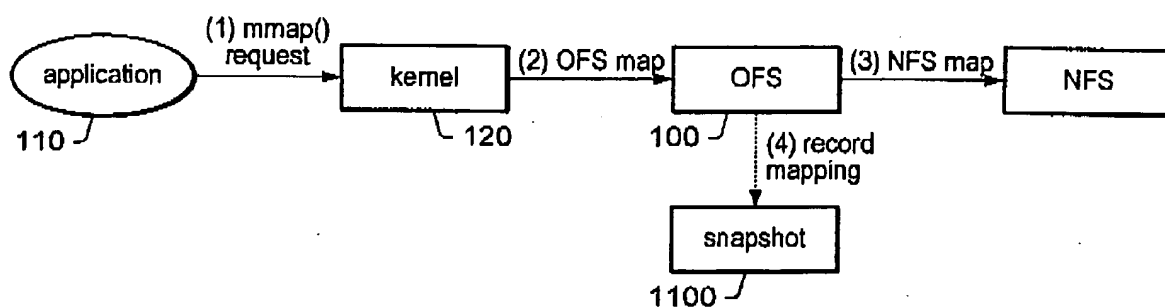 (1) mmap()
request
application
kernel
(2) OFS map
OFS
(3) NFS map
NFS
110
120
100
(4) record
mapping
snapshot
1100